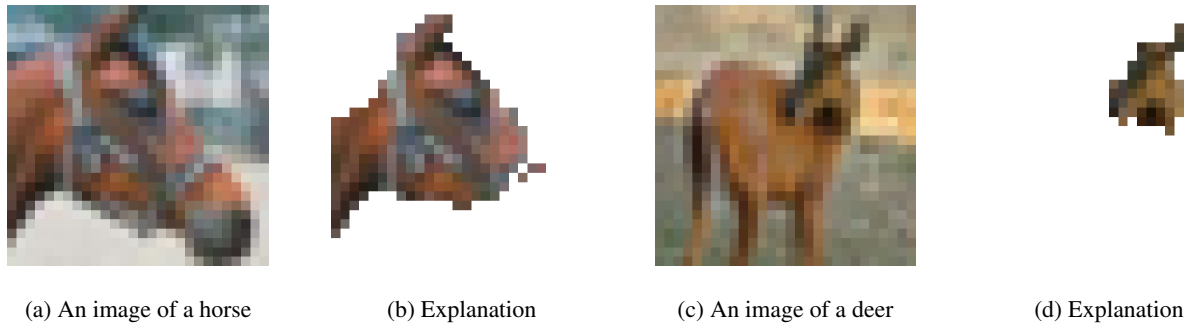 (a) An image of a horse
(b) Explanation
(c) An image of a deer
(d) Explanation